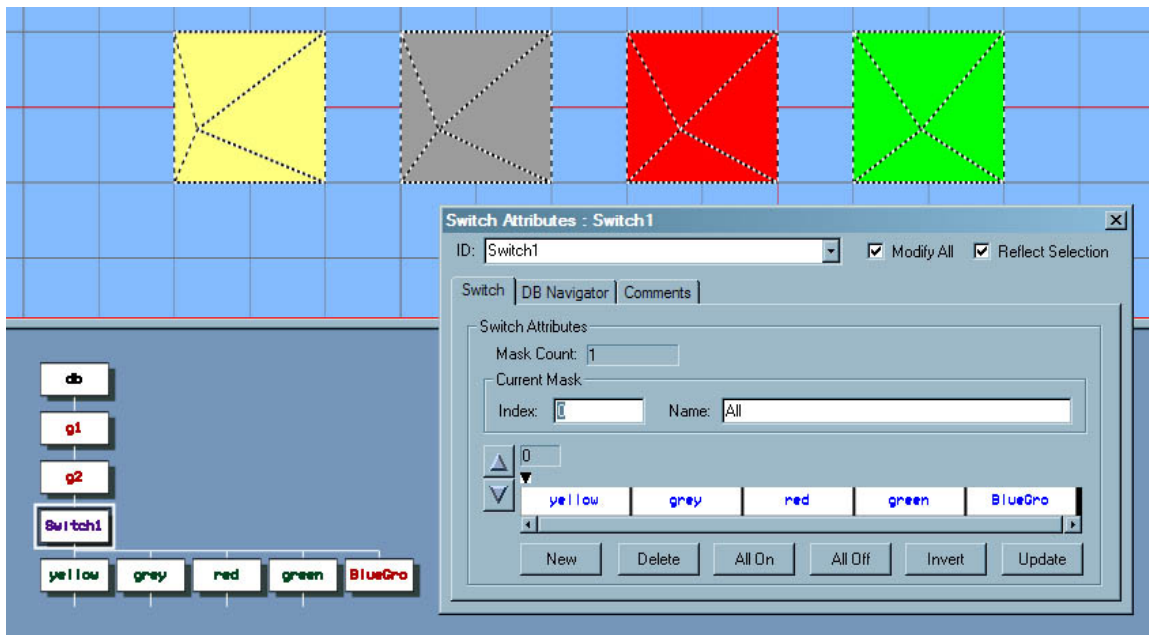 Switch Attributes : Switch1
ID: Switch1 Modify All Reflect Selection
Switch DB Navigator Comments
Switch Attributes
Mask Count: 1
Current Mask
Index: 0 Name: All
0
yellow grey red green BlueGro
New Delete All On All Off Invert Update
db
g1
g2
Switch1
yellow grey red green BlueGro